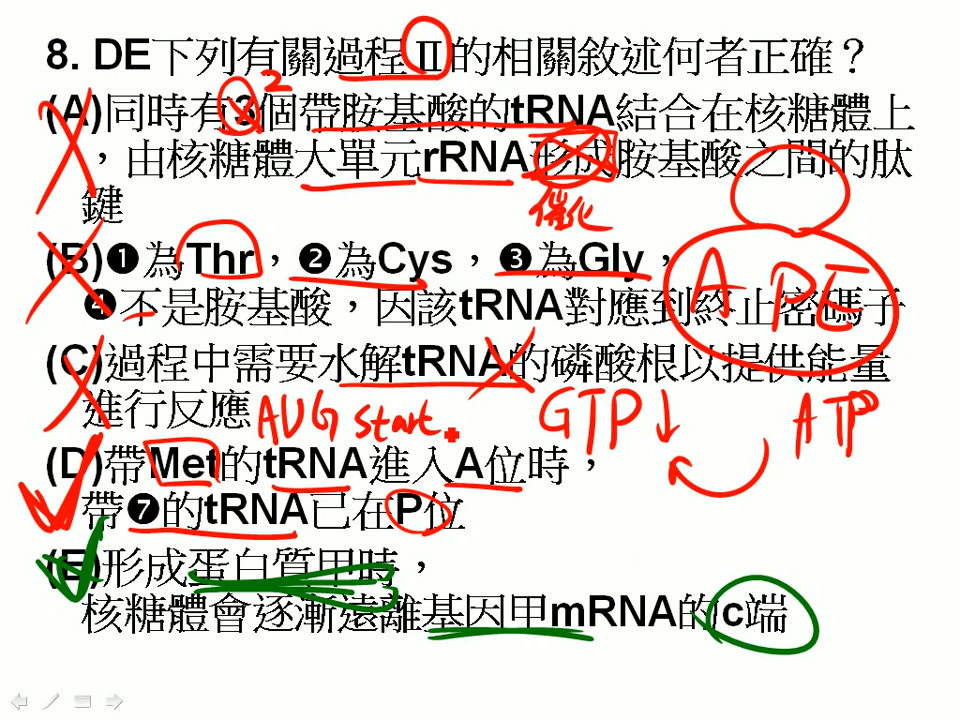 8. DE下列有關過程Ⅱ的相關敘述何者正確？
(A)同時有3個帶胺基酸的tRNA結合在核糖體上
2
，由核糖體大單元rRNA形成胺基酸之間的肽
鍵
催化
(B)❶為Thr，❷為Cys，❸為Gly，
A P E
❹不是胺基酸，因該tRNA對應到終止密碼子
(C)過程中需要水解tRNA的磷酸根以提供能量
進行反應
AUG start.
GTP↓
ATP
(D)帶Met的tRNA進入A位時，
帶❼的tRNA已在P位
(E)形成蛋白質甲時，
核糖體會逐漸遠離基因甲mRNA的c端